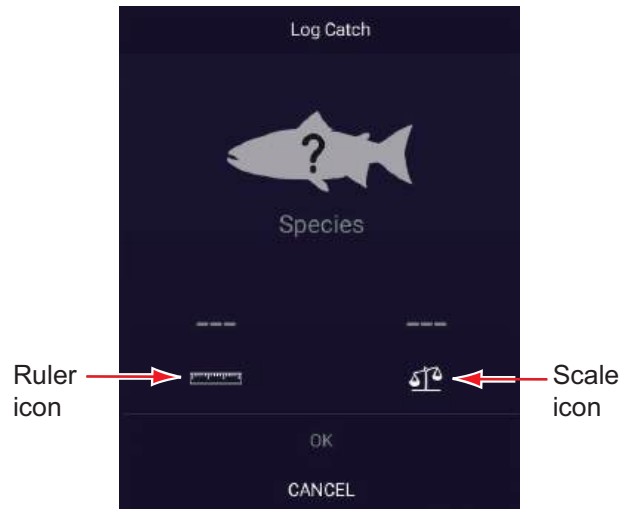 Log Catch
?
Species
--- ---
Ruler icon
Scale icon
OK
CANCEL